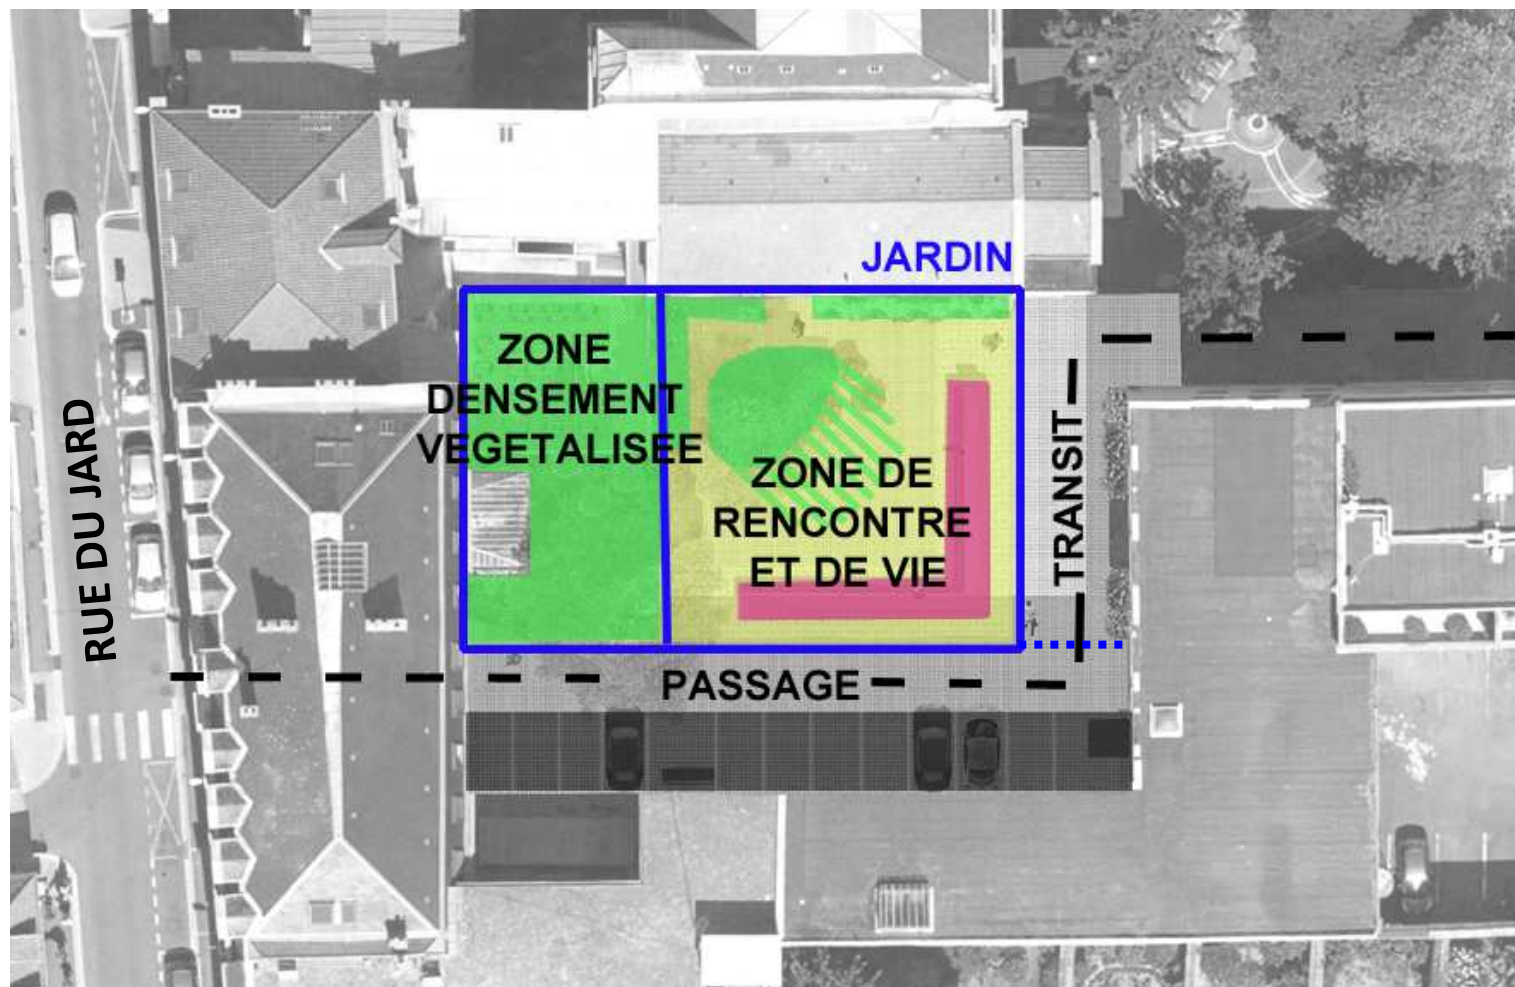 JARDIN
ZONE
DENSEMENT
VEGETALISEE
ZONE DE
RENCONTRE
ET DE VIE
TRANSIT
RUE DU JARD
PASSAGE